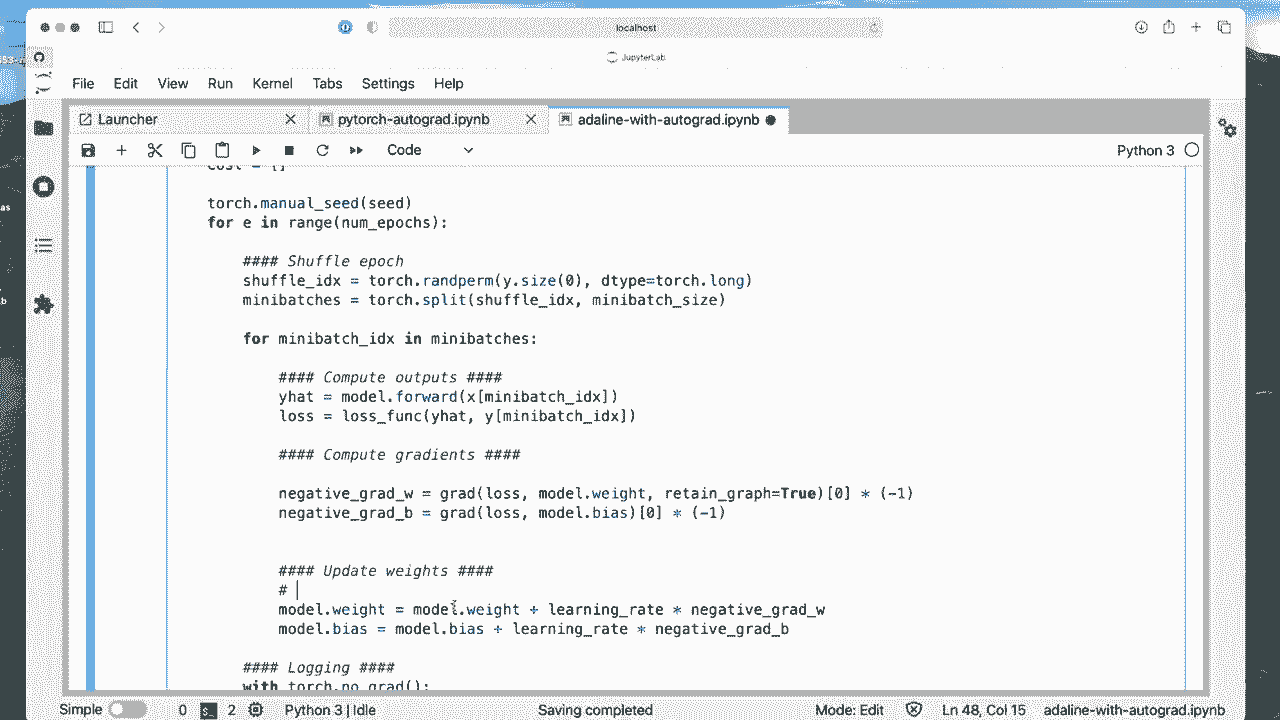 localhost
JupyterLab
File Edit View Run Kernel Tabs Settings Help
Launcher pytorch-autograd.ipynb adaline-with-autograd.ipynb
Code Python 3
cost = []
torch.manual_seed(seed)
for e in range(num_epochs):
#### Shuffle epoch
shuffle_idx = torch.randperm(y.size(0), dtype=torch.long)
minibatches = torch.split(shuffle_idx, minibatch_size)
for minibatch_idx in minibatches:
#### Compute outputs ####
yhat = model.forward(x[minibatch_idx])
loss = loss_func(yhat, y[minibatch_idx])
#### Compute gradients ####
negative_grad_w = grad(loss, model.weight, retain_graph=True)[0] * (-1)
negative_grad_b = grad(loss, model.bias)[0] * (-1)
#### Update weights ####
#
model.weight = model.weight + learning_rate * negative_grad_w
model.bias = model.bias + learning_rate * negative_grad_b
#### Logging ####
with torch.no_grad():
Simple 0 2 Python 3 | Idle Saving completed Mode: Edit Ln 48, Col 15 adaline-with-autograd.ipynb